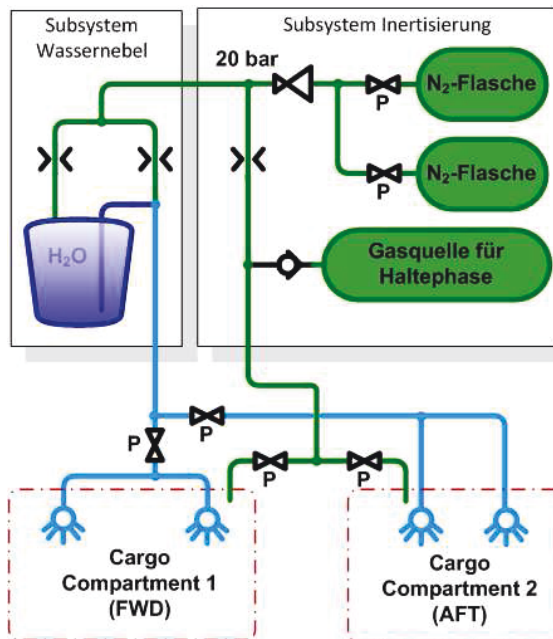 Subsystem
Wassernebel
Subsystem Inertisierung
20 bar
N₂-Flasche
P
N₂-Flasche
P
H₂O
Gasquelle für
Haltephase
P
P
P
P
Cargo
Compartment 1
(FWD)
Cargo
Compartment 2
(AFT)